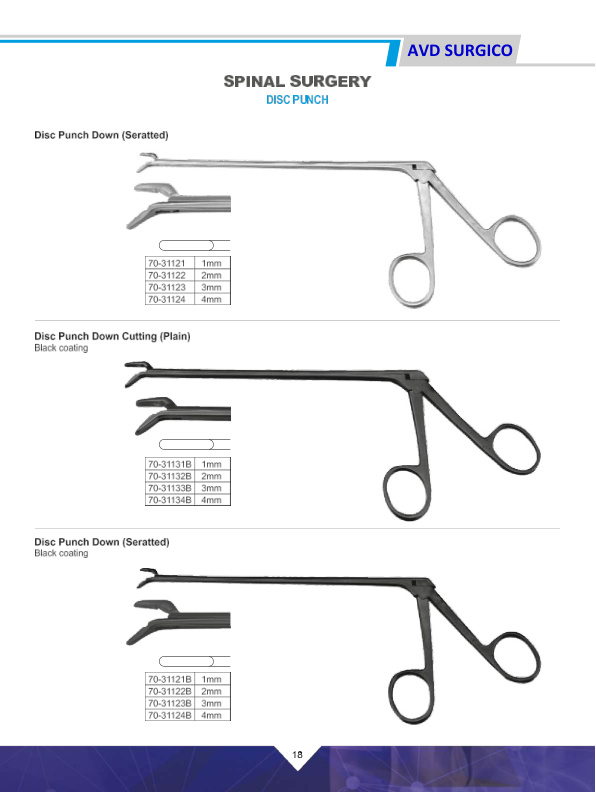 AVD SURGICO
SPINAL SURGERY
DISC PUNCH
Disc Punch Down (Seratted)
70-31121 1mm
70-31122 2mm
70-31123 3mm
70-31124 4mm
Disc Punch Down Cutting (Plain)
Black coating
70-31131B 1mm
70-31132B 2mm
70-31133B 3mm
70-31134B 4mm
Disc Punch Down (Seratted)
Black coating
70-31121B 1mm
70-31122B 2mm
70-31123B 3mm
70-31124B 4mm
18